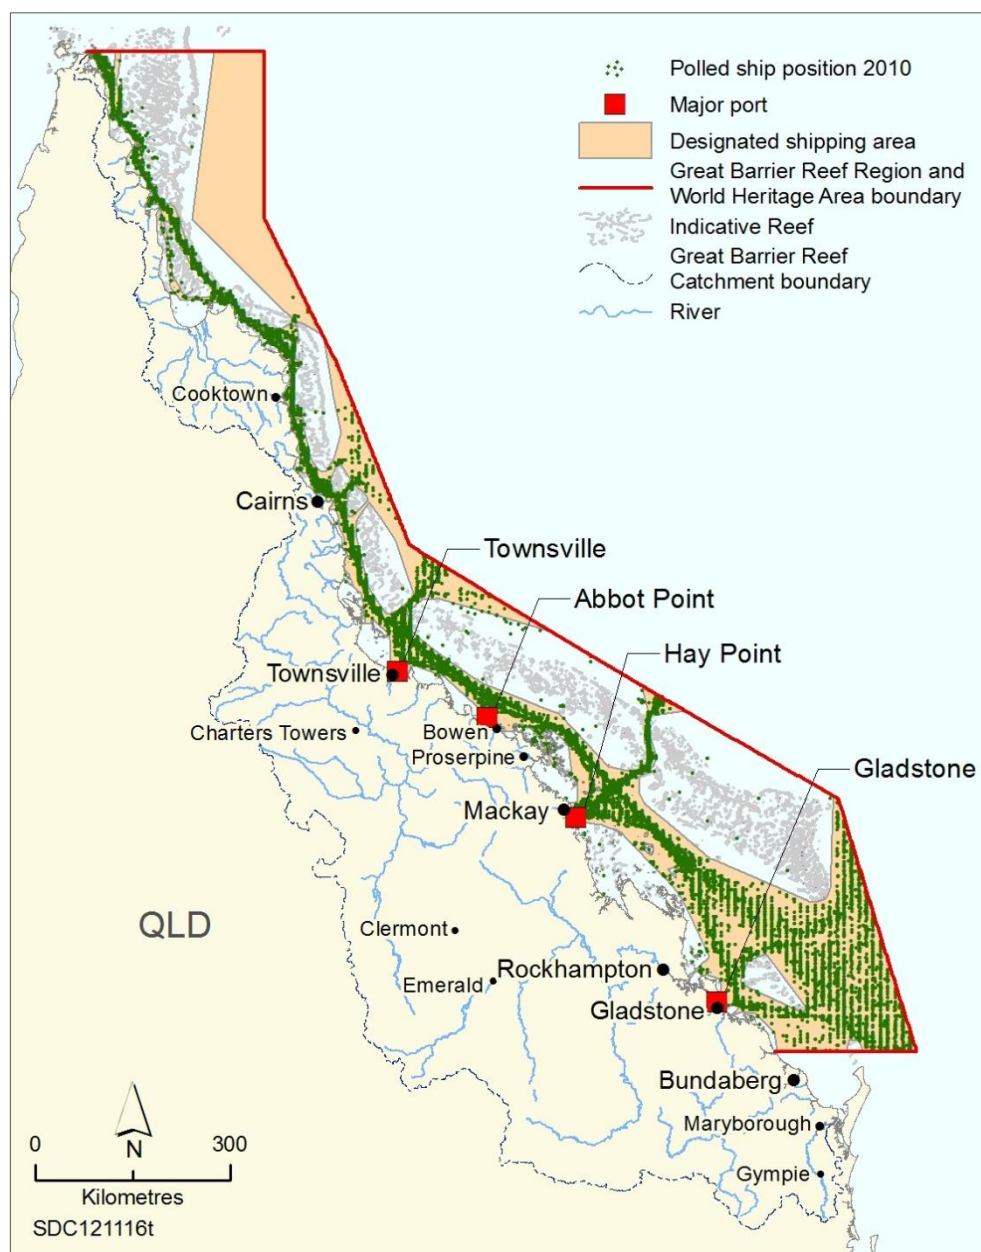 Polled ship position 2010
Major port
Designated shipping area
Great Barrier Reef Region and
World Heritage Area boundary
Indicative Reef
Great Barrier Reef
Catchment boundary
River
Cooktown
Cairns
Townsville
Abbot Point
Hay Point
Townsville
Charters Towers
Bowen
Proserpine
Gladstone
Mackay
QLD
Clermont
Rockhampton
Emerald
Gladstone
Bundaberg
Maryborough
Gympie
0 300
N
Kilometres
SDC121116t